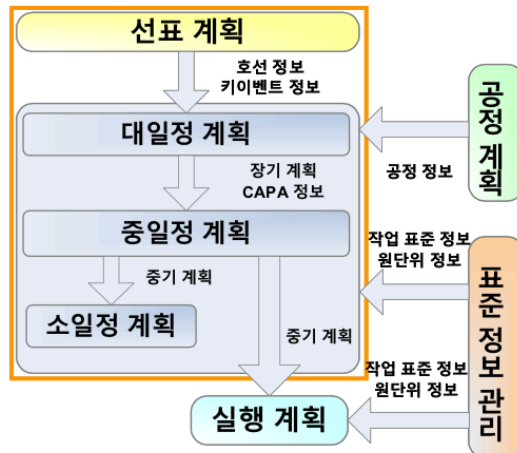 선표 계획
호선 정보
키이벤트 정보
대일정 계획
공정 계획
공정 정보
장기 계획
CAPA 정보
중일정 계획
작업 표준 정보
원단위 정보
중기 계획
소일정 계획
중기 계획
표준 정보 관리
작업 표준 정보
원단위 정보
실행 계획